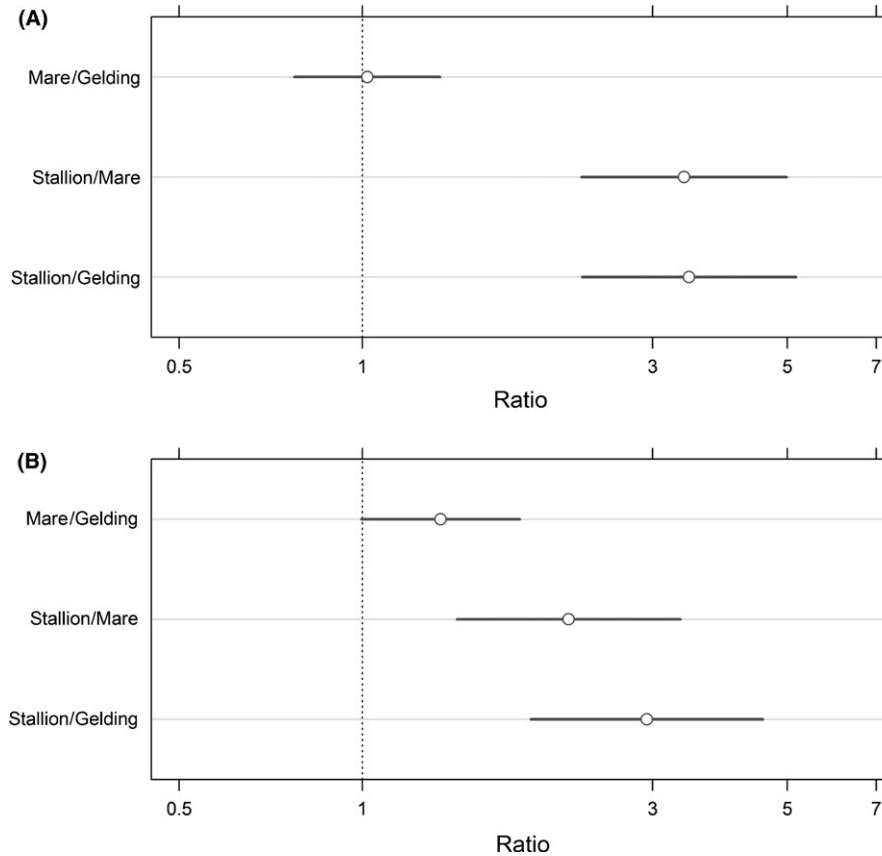 (A)
Mare/Gelding
Stallion/Mare
Stallion/Gelding
0.5 1 3 5 7
Ratio
(B)
Mare/Gelding
Stallion/Mare
Stallion/Gelding
0.5 1 3 5 7
Ratio